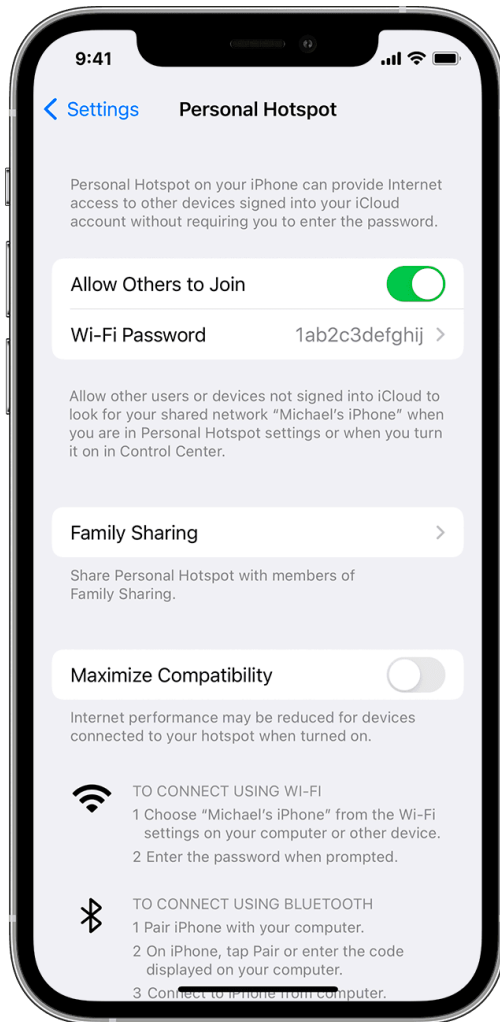 9:41
Settings
Personal Hotspot
Personal Hotspot on your iPhone can provide Internet
access to other devices signed into your iCloud
account without requiring you to enter the password.
Allow Others to Join
Wi-Fi Password 1ab2c3defghij
Allow other users or devices not signed into iCloud to
look for your shared network “Michael’s iPhone” when
you are in Personal Hotspot settings or when you turn
it on in Control Center.
Family Sharing
Share Personal Hotspot with members of
Family Sharing.
Maximize Compatibility
Internet performance may be reduced for devices
connected to your hotspot when turned on.
TO CONNECT USING WI-FI
1 Choose “Michael’s iPhone” from the Wi-Fi
settings on your computer or other device.
2 Enter the password when prompted.
TO CONNECT USING BLUETOOTH
1 Pair iPhone with your computer.
2 On iPhone, tap Pair or enter the code
displayed on your computer.
3 Connect to iPhone from computer.